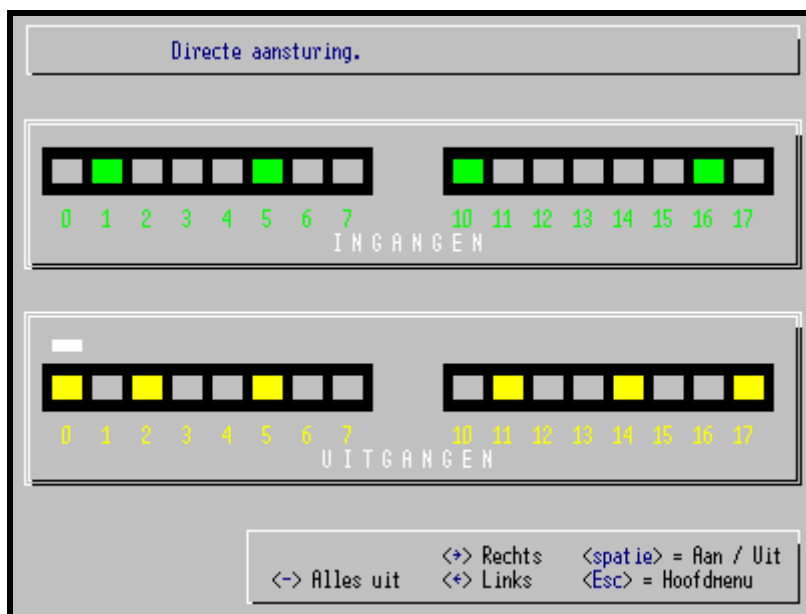 Directe aansturing.
0 1 2 3 4 5 6 7 10 11 12 13 14 15 16 17
INGANGEN
0 1 2 3 4 5 6 7 10 11 12 13 14 15 16 17
UITGANGEN
<→> Rechts <spatie> = Aan / Uit
<-> Alles uit <←> Links <Esc> = Hoofdmenu